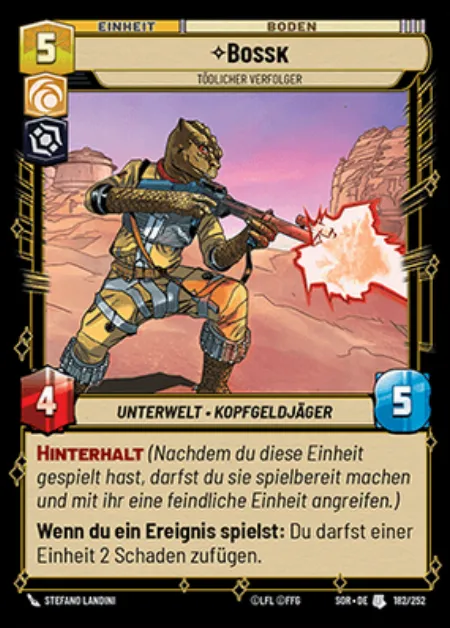 5
EINHEIT
BODEN
BOSSK
TÖDLICHER VERFOLGER
4
UNTERWELT • KOPFGELDJÄGER
5
HINTERHALT (Nachdem du diese Einheit
gespielt hast, darfst du sie spielbereit machen
und mit ihr eine feindliche Einheit angreifen.)
Wenn du ein Ereignis spielst: Du darfst einer
Einheit 2 Schaden zufügen.
STEFANO LANDINI
©LFL ©FFG
SOR • DE
182/252